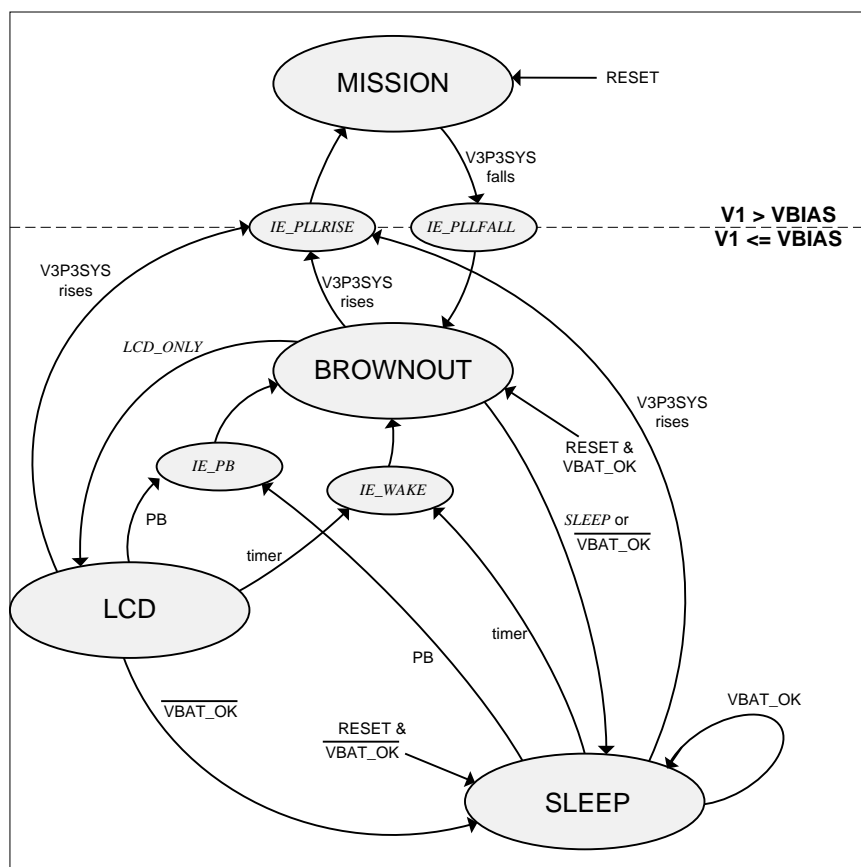 MISSION
RESET
V3P3SYS
falls
IE_PLLRISE
IE_PLLFALL
V1 > VBIAS
V1 <= VBIAS
V3P3SYS
rises
V3P3SYS
rises
LCD_ONLY
BROWNOUT
V3P3SYS
rises
RESET &
VBAT_OK
IE_PB
IE_WAKE
PB
SLEEP or
VBAT_OK
timer
LCD
timer
PB
VBAT_OK
RESET &
VBAT_OK
VBAT_OK
SLEEP